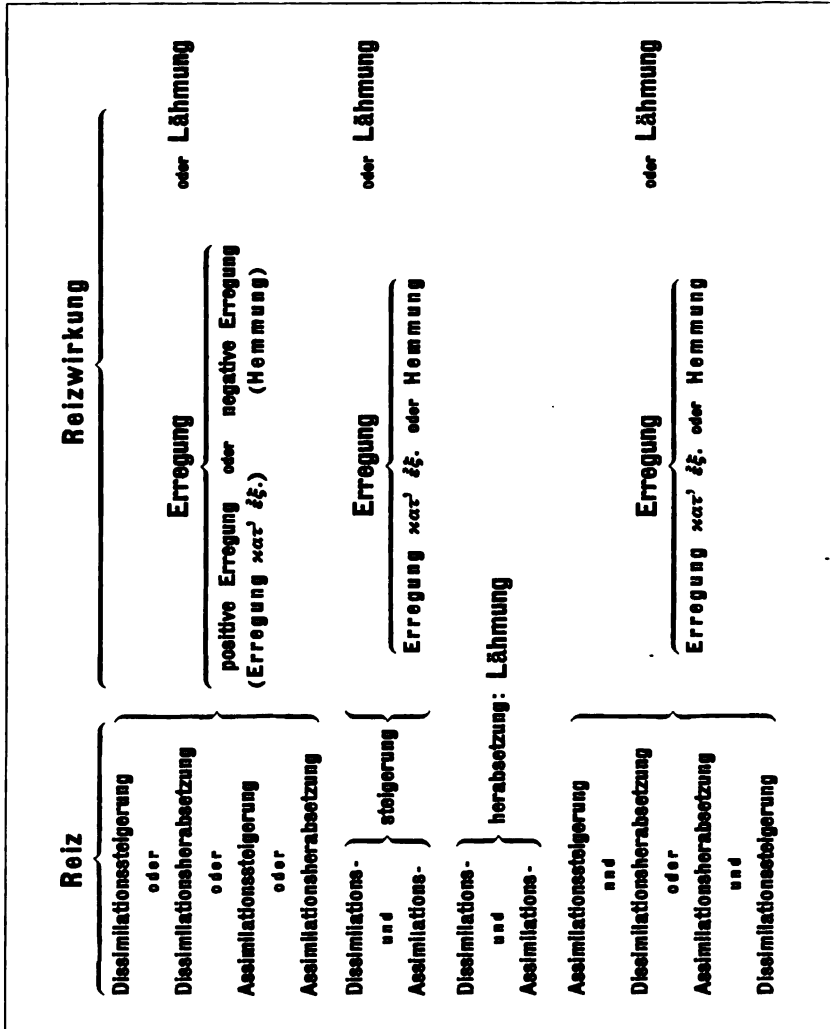 Reiz
Reizwirkung
Dissimilationssteigerung
oder
Dissimilationsherabsetzung
oder
Assimilationssteigerung
oder
Assimilationsherabsetzung
Erregung oder Lähmung
positive Erregung oder negative Erregung
(Erregung κατ' ἐξ.) (Hemmung)
Dissimilations-
und
Assimilations-
steigerung
Erregung oder Lähmung
Erregung κατ' ἐξ. oder Hemmung
Dissimilations-
und
Assimilations-
herabsetzung: Lähmung
Assimilationssteigerung
nnd
Dissimilationsherabsetzung
oder
Assimilationsherabsetzung
und
Dissimilationssteigerung
Erregung oder Lähmung
Erregung κατ' ἐξ. oder Hemmung